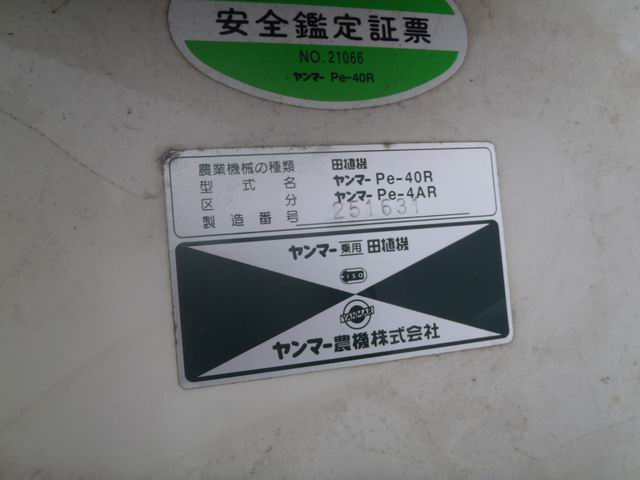 安全鑑定証票
NO.21066
ヤンマー Pe-40R
農業機械の種類 田植機
型式名 ヤンマー Pe-40R
区分 ヤンマー Pe-4AR
製造番号 251631
ヤンマー 乗用 田植機
ISO
YANMAR
ヤンマー農機株式会社